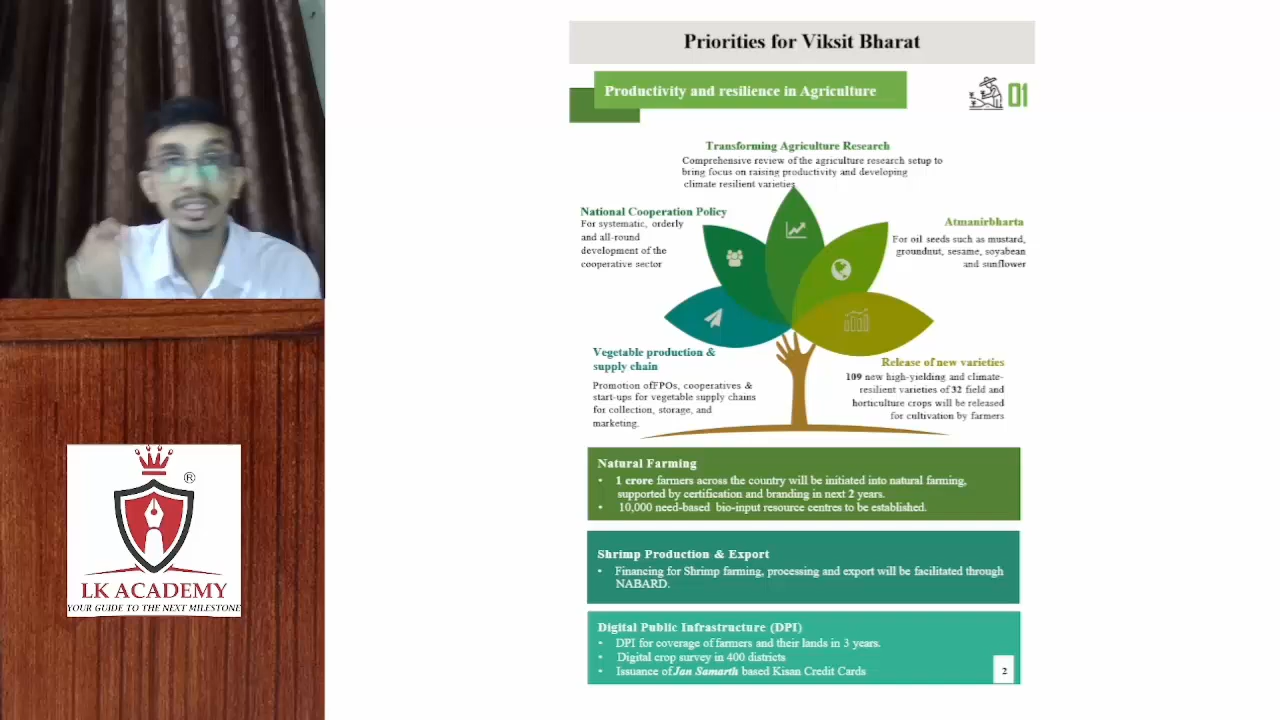 Priorities for Viksit Bharat
Productivity and resilience in Agriculture
01
Transforming Agriculture Research
Comprehensive review of the agriculture research setup to
bring focus on raising productivity and developing
climate resilient varieties
National Cooperation Policy
For systematic, orderly
and all-round
development of the
cooperative sector
Atmanirbharta
For oil seeds such as mustard,
groundnut, sesame, soyabean
and sunflower
Vegetable production &
supply chain
Promotion ofFPOs, cooperatives &
start-ups for vegetable supply chains
for collection, storage, and
marketing.
Release of new varieties
109 new high-yielding and climate-
resilient varieties of 32 field and
horticulture crops will be released
for cultivation by farmers
Natural Farming
• 1 crore farmers across the country will be initiated into natural farming,
supported by certification and branding in next 2 years.
• 10,000 need-based bio-input resource centres to be established.
Shrimp Production & Export
• Financing for Shrimp farming, processing and export will be facilitated through
NABARD.
Digital Public Infrastructure (DPI)
• DPI for coverage of farmers and their lands in 3 years.
• Digital crop survey in 400 districts
• Issuance of Jan Samarth based Kisan Credit Cards
2
®
LK ACADEMY
YOUR GUIDE TO THE NEXT MILESTONE